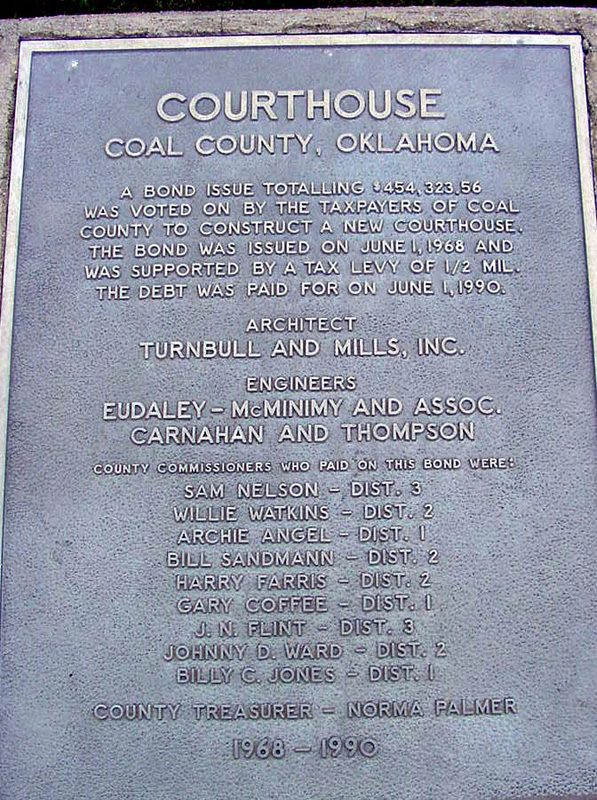 COURTHOUSE
COAL COUNTY, OKLAHOMA
A BOND ISSUE TOTALLING $454,323.56
WAS VOTED ON BY THE TAXPAYERS OF COAL
COUNTY TO CONSTRUCT A NEW COURTHOUSE.
THE BOND WAS ISSUED ON JUNE 1, 1968 AND
WAS SUPPORTED BY A TAX LEVY OF 1/2 MIL.
THE DEBT WAS PAID FOR ON JUNE 1, 1990.
ARCHITECT
TURNBULL AND MILLS, INC.
ENGINEERS
EUDALEY – McMINIMY AND ASSOC.
CARNAHAN AND THOMPSON
COUNTY COMMISSIONERS WHO PAID ON THIS BOND WERE:
SAM NELSON – DIST. 3
WILLIE WATKINS – DIST. 2
ARCHIE ANGEL – DIST. 1
BILL SANDMANN – DIST. 2
HARRY FARRIS – DIST. 2
GARY COFFEE – DIST. 1
J. N. FLINT – DIST. 3
JOHNNY D. WARD – DIST. 2
BILLY C. JONES – DIST. 1
COUNTY TREASURER – NORMA PALMER
1968 – 1990